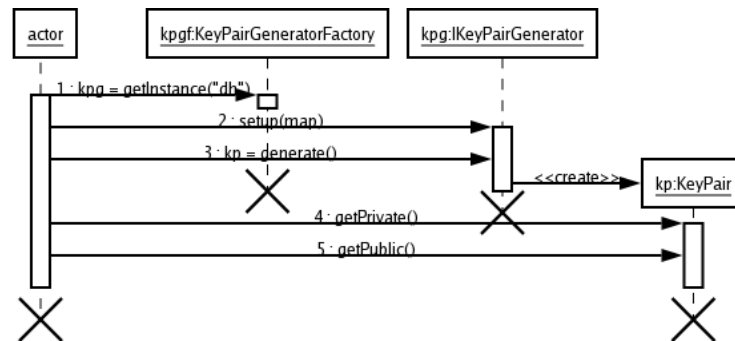 actor
kpgf:KeyPairGeneratorFactory
kpg:IKeyPairGenerator
1 : kpg = getInstance("dh")
2 : setup(map)
3 : kp = generate()
<<create>>
kp:KeyPair
4 : getPrivate()
5 : getPublic()